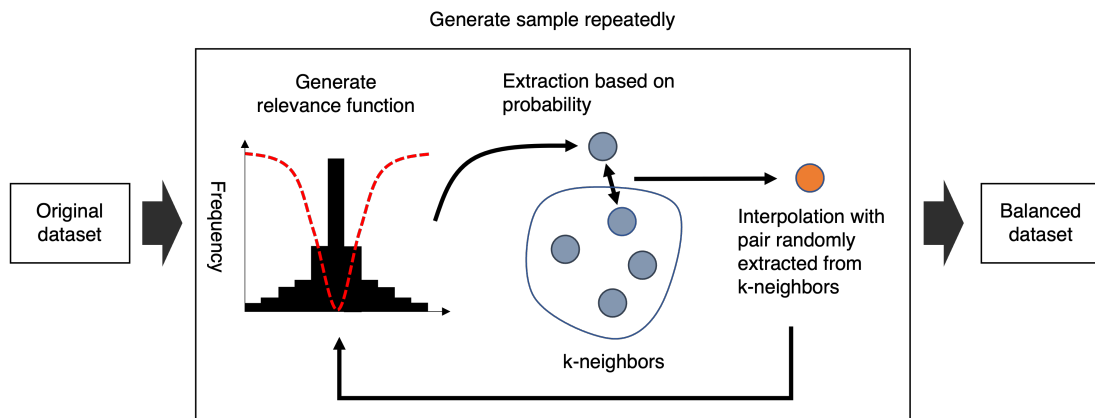 Generate sample repeatedly
Generate
relevance function
Extraction based on
probability
Frequency
Original
dataset
Interpolation with
pair randomly
extracted from
k-neighbors
Balanced
dataset
k-neighbors